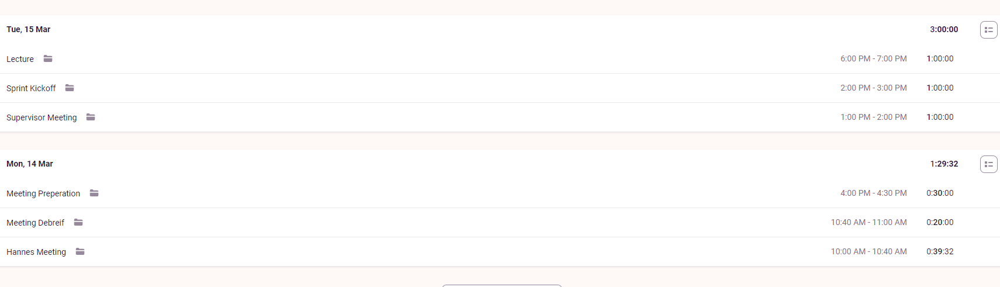 Tue, 15 Mar 3:00:00
Lecture 6:00 PM - 7:00 PM 1:00:00
Sprint Kickoff 2:00 PM - 3:00 PM 1:00:00
Supervisor Meeting 1:00 PM - 2:00 PM 1:00:00
Mon, 14 Mar 1:29:32
Meeting Preperation 4:00 PM - 4:30 PM 0:30:00
Meeting Debreif 10:40 AM - 11:00 AM 0:20:00
Hannes Meeting 10:00 AM - 10:40 AM 0:39:32